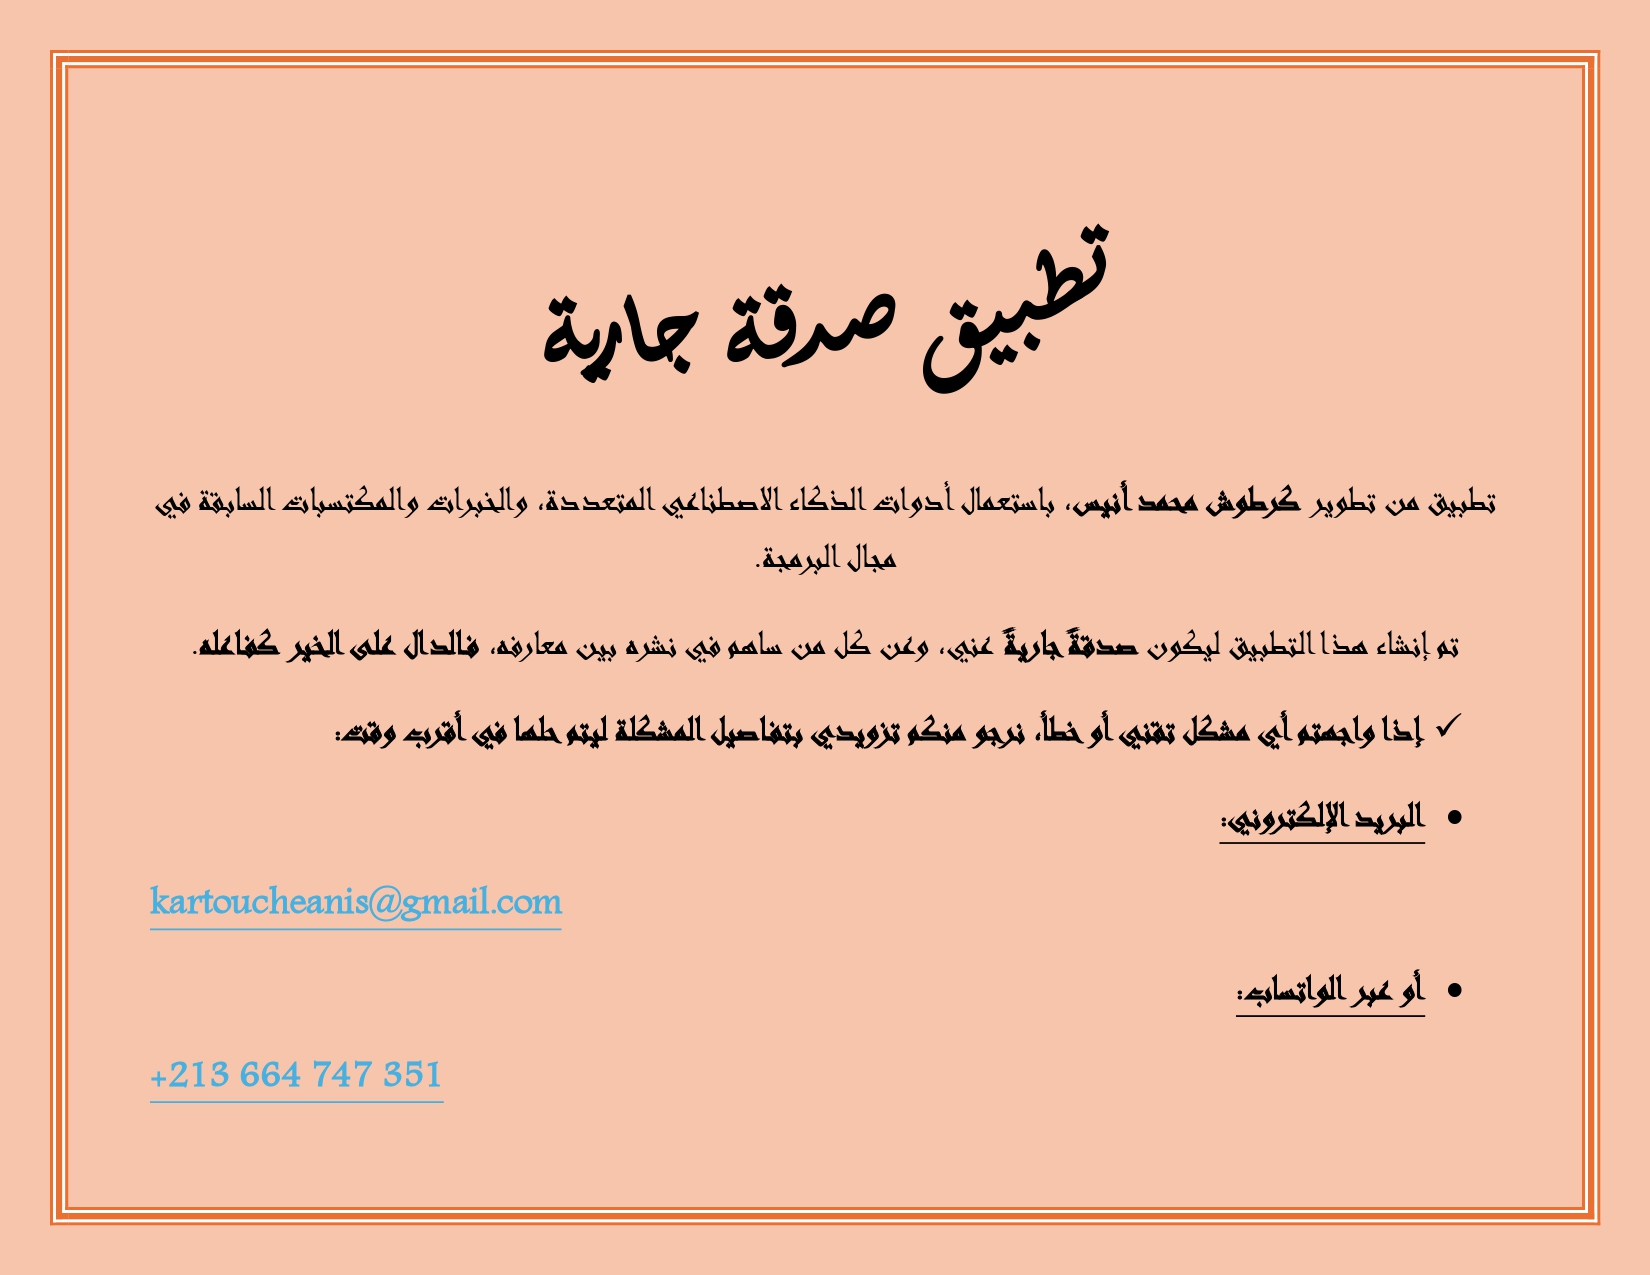 تطبيق صدقة جارية
تطبيق من تطوير كرطوش محمد أنيس، باستعمال أدوات الذكاء الاصطناعي المتعددة، والخبرات والمكتسبات السابقة في
مجال البرمجة.
تم إنشاء هذا التطبيق ليكون صدقةً جاريةً عني، وعن كل من ساهم في نشره بين معارفه، فالدال على الخير كفاعله.
✓ إذا واجهتم أي مشكل تقني أو خطأ، نرجو منكم تزويدي بتفاصيل المشكلة ليتم حلها في أقرب وقت:
• البريد الإلكتروني:
kartoucheanis@gmail.com
• أو عبر الواتساب:
+213 664 747 351